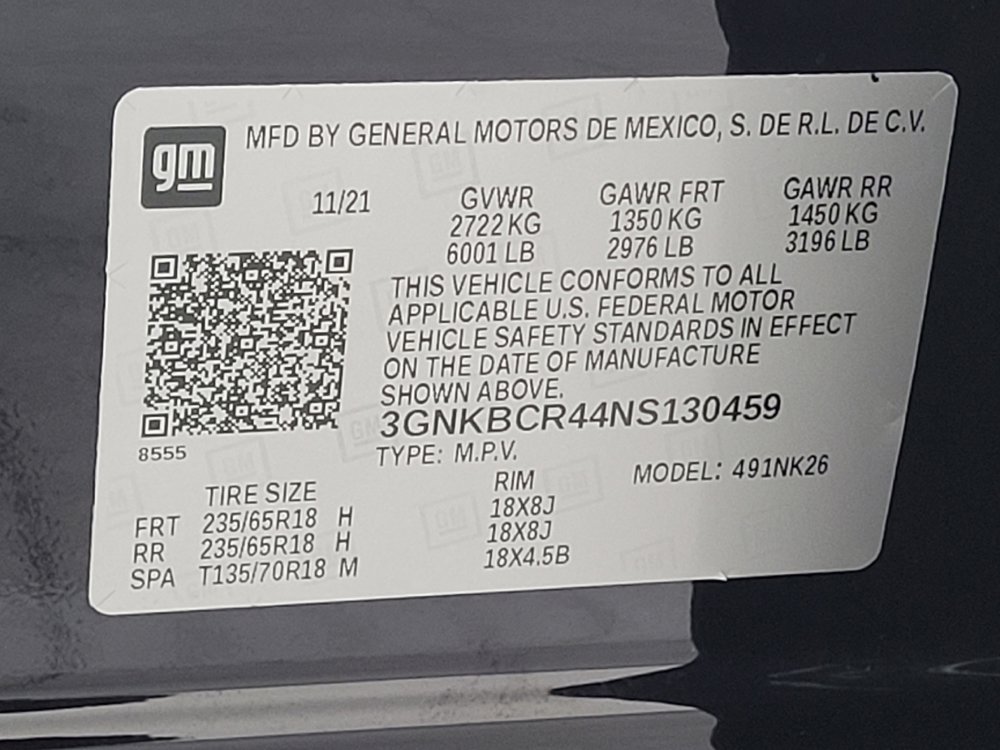 gm
MFD BY GENERAL MOTORS DE MEXICO, S. DE R.L. DE C.V.
11/21 GVWR GAWR FRT GAWR RR
2722 KG 1350 KG 1450 KG
6001 LB 2976 LB 3196 LB
THIS VEHICLE CONFORMS TO ALL
APPLICABLE U.S. FEDERAL MOTOR
VEHICLE SAFETY STANDARDS IN EFFECT
ON THE DATE OF MANUFACTURE
SHOWN ABOVE.
3GNKBCR44NS130459
8555
TYPE: M.P.V. MODEL: 491NK26
TIRE SIZE RIM
FRT 235/65R18 H 18X8J
RR 235/65R18 H 18X8J
SPA T135/70R18 M 18X4.5B